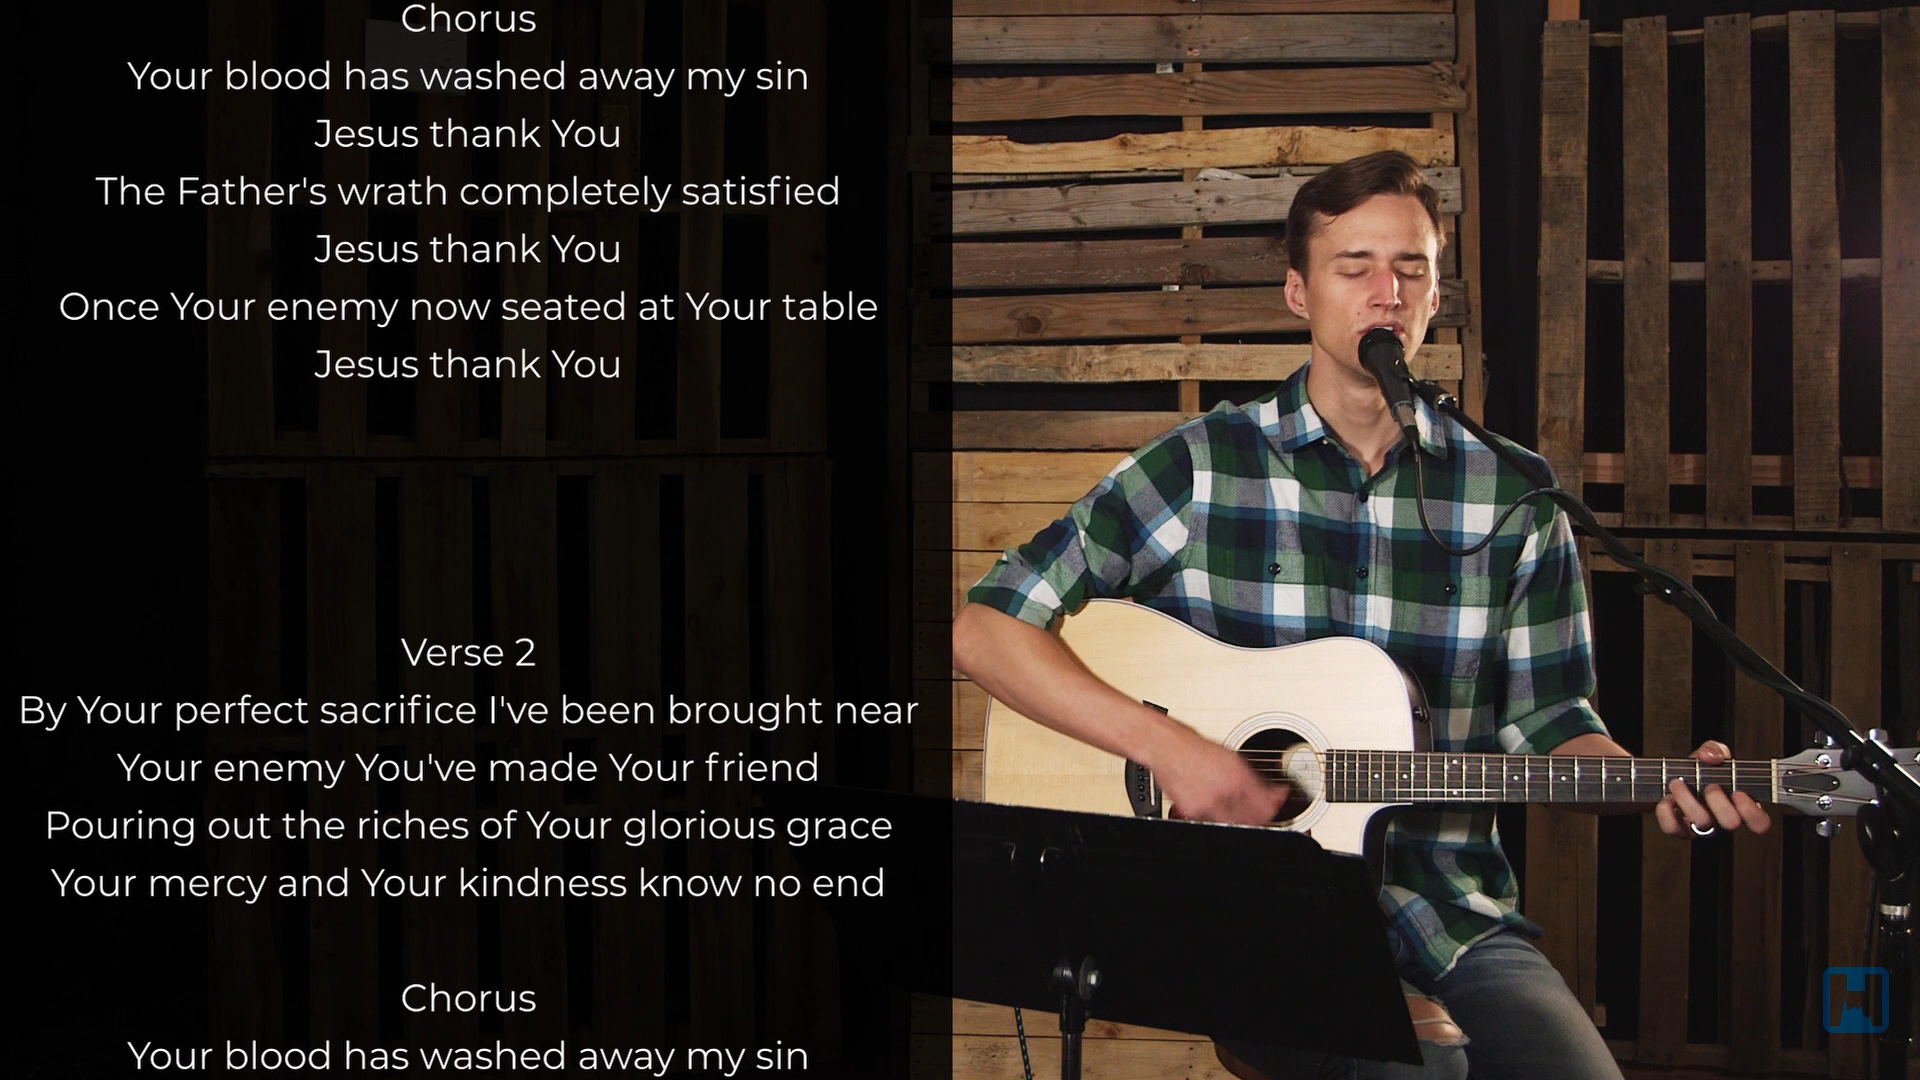 Chorus
Your blood has washed away my sin
Jesus thank You
The Father's wrath completely satisfied
Jesus thank You
Once Your enemy now seated at Your table
Jesus thank You
Verse 2
By Your perfect sacrifice I've been brought near
Your enemy You've made Your friend
Pouring out the riches of Your glorious grace
Your mercy and Your kindness know no end
Chorus
Your blood has washed away my sin